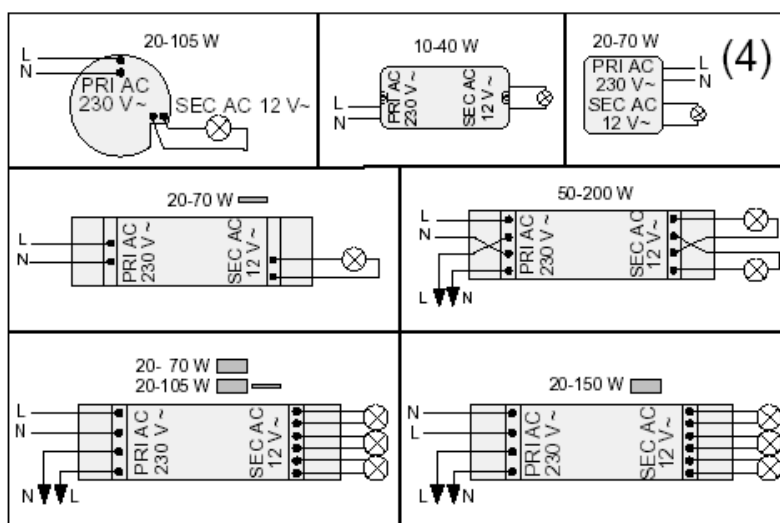 20-105 W
L
N
PRI AC
230 V~
SEC AC 12 V~
10-40 W
L
N
PRI AC
230 V~
SEC AC
12 V~
20-70 W
PRI AC
230 V~
SEC AC
12 V~
L
N
(4)
20-70 W
L
N
PRI AC
230 V~
SEC AC
12 V~
50-200 W
L
N
PRI AC
230 V~
SEC AC
12 V~
L N
20- 70 W
20-105 W
L
N
PRI AC
230 V~
SEC AC
12 V~
N L
20-150 W
N
L
PRI AC
230 V~
SEC AC
12 V~
L N